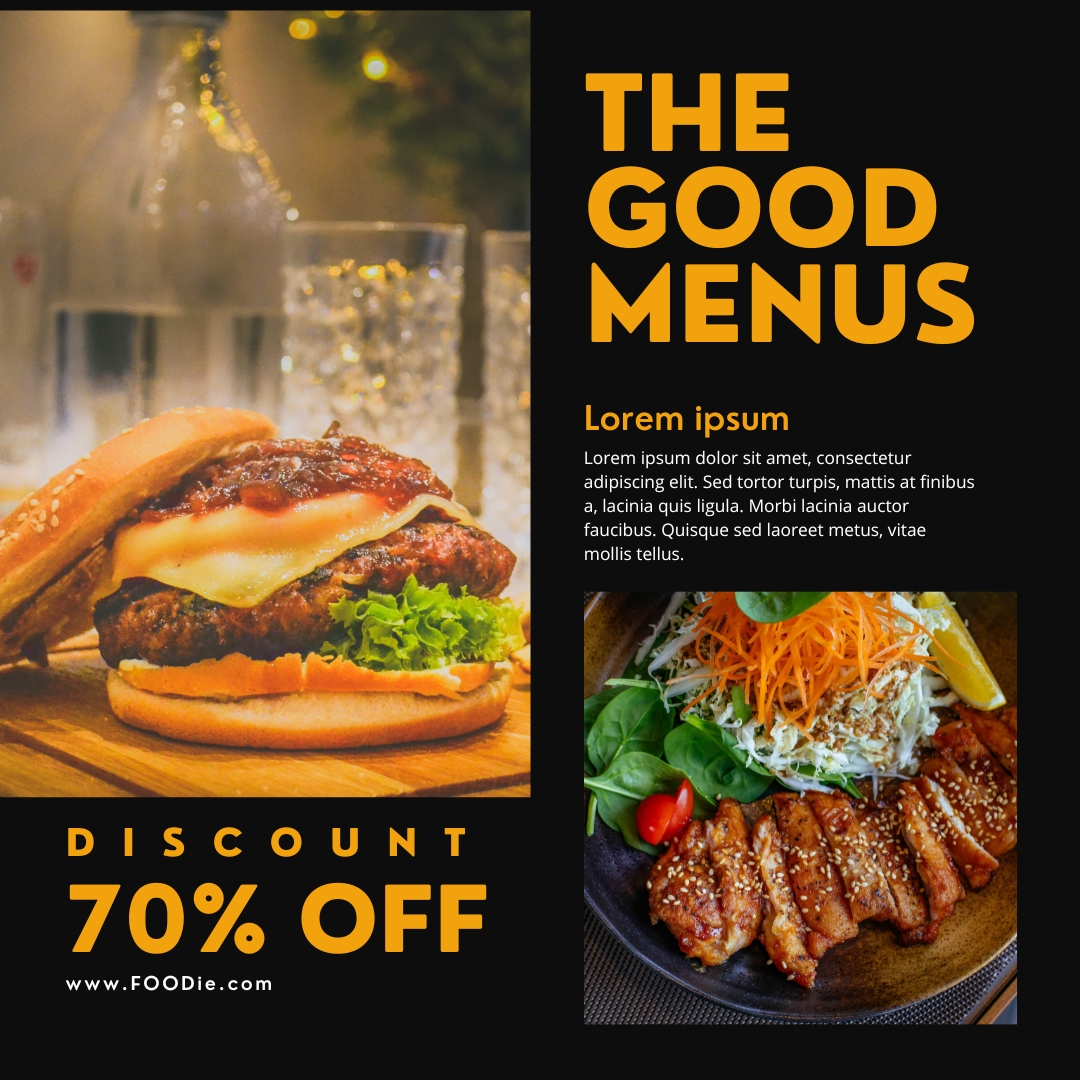 THE
GOOD
MENUS
Lorem ipsum
Lorem ipsum dolor sit amet, consectetur
adipiscing elit. Sed tortor turpis, mattis at finibus
a, lacinia quis ligula. Morbi lacinia auctor
faucibus. Quisque sed laoreet metus, vitae
mollis tellus.
DISCOUNT
70% OFF
www.FOODie.com